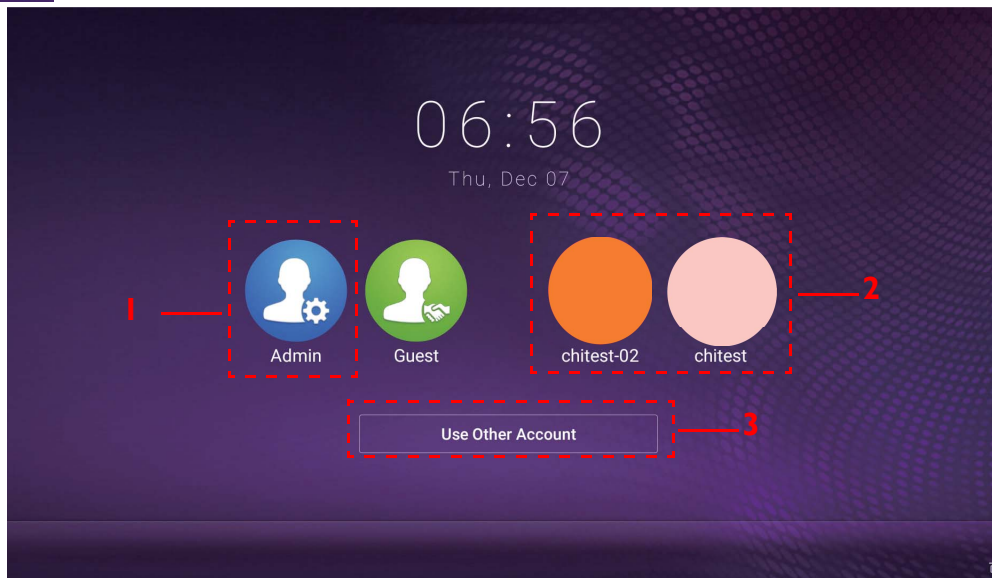 06:56
Thu, Dec 07
1
2
Admin
Guest
chitest-02
chitest
Use Other Account
3